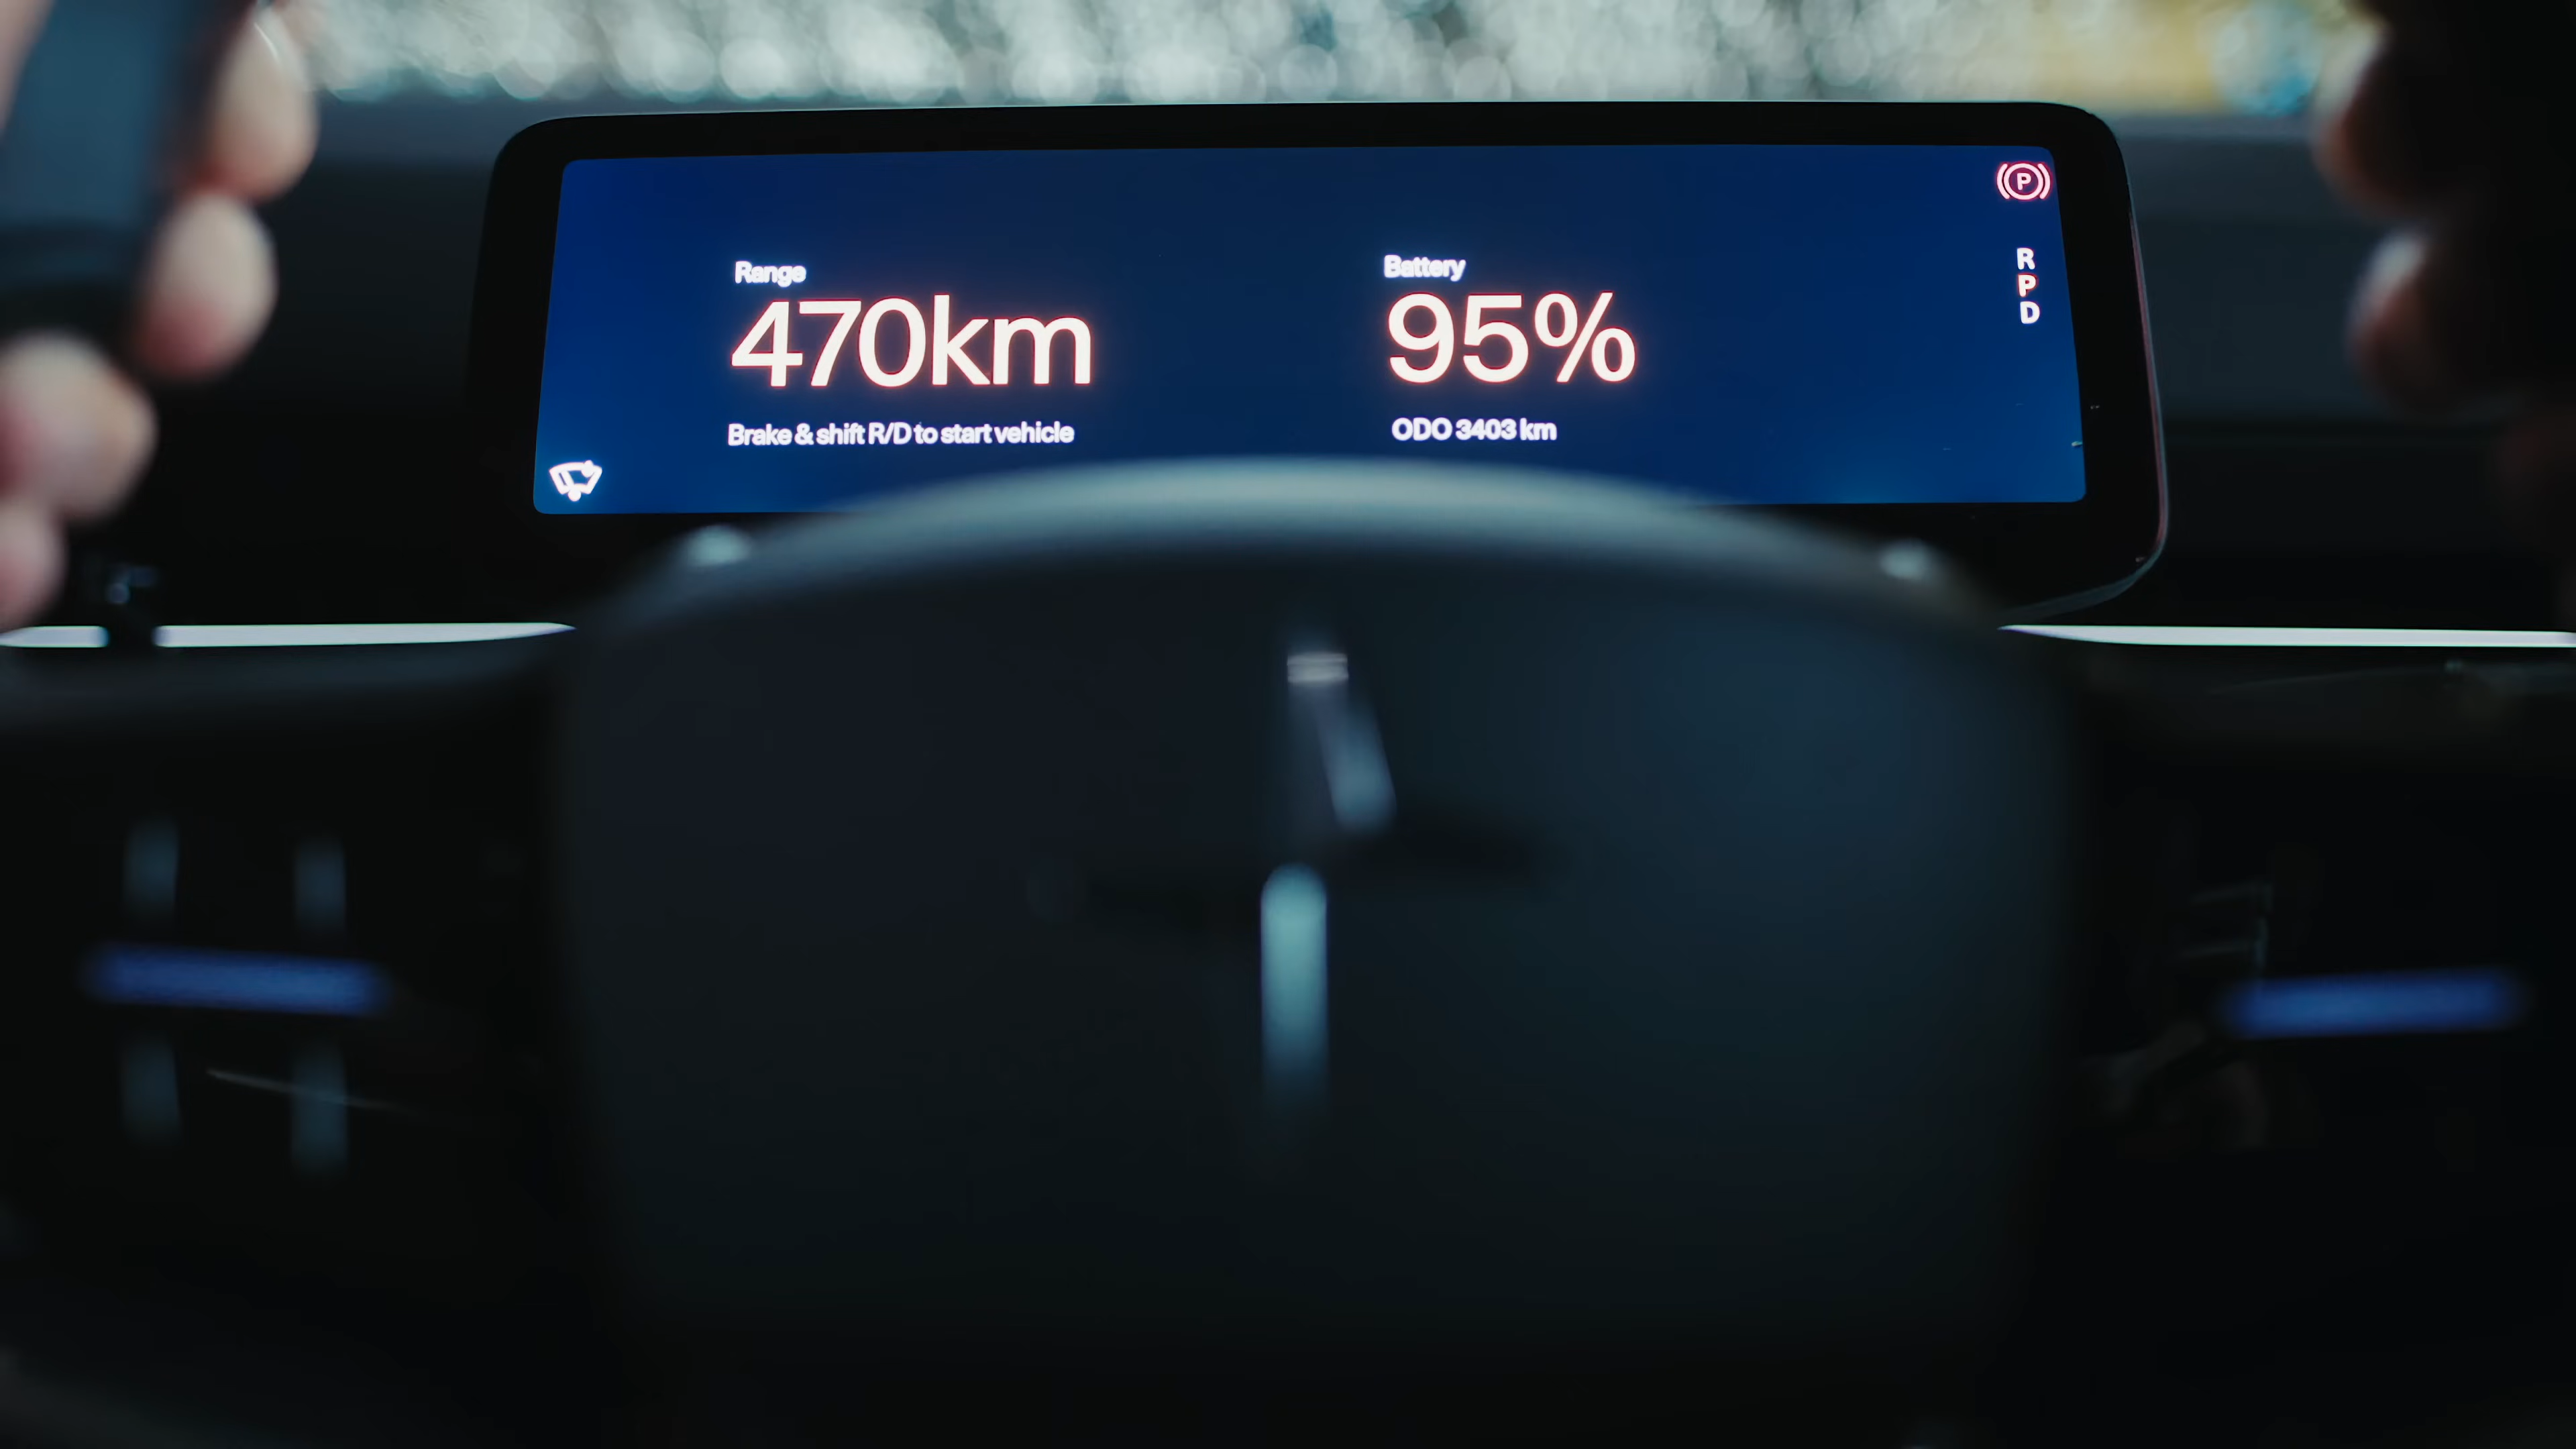 P
Range
470km
Brake & shift R/D to start vehicle
Battery
95%
ODO 3403 km
R
P
D